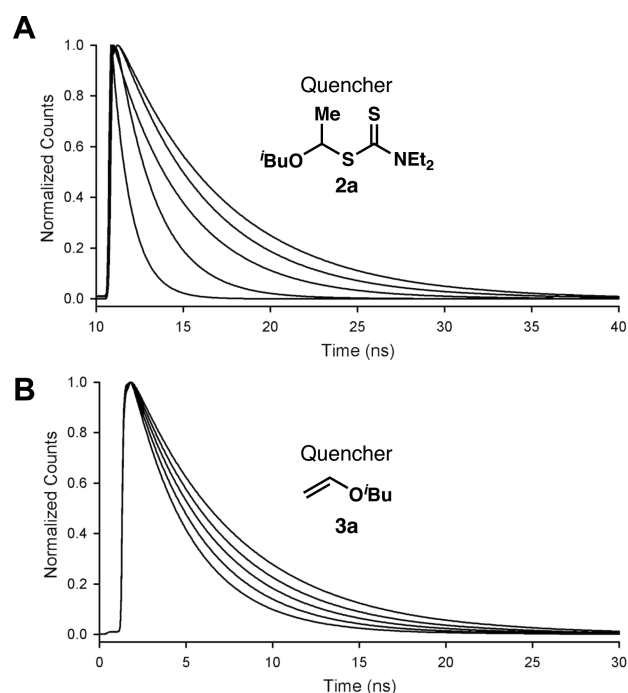 A
Normalized Counts
1.0
0.8
0.6
0.4
0.2
0.0
Quencher
Me
S
ⁱBuO
S
NEt₂
2a
10
15
20
25
30
35
40
Time (ns)
B
Normalized Counts
1.0
0.8
0.6
0.4
0.2
0.0
Quencher
OⁱBu
3a
0
5
10
15
20
25
30
Time (ns)